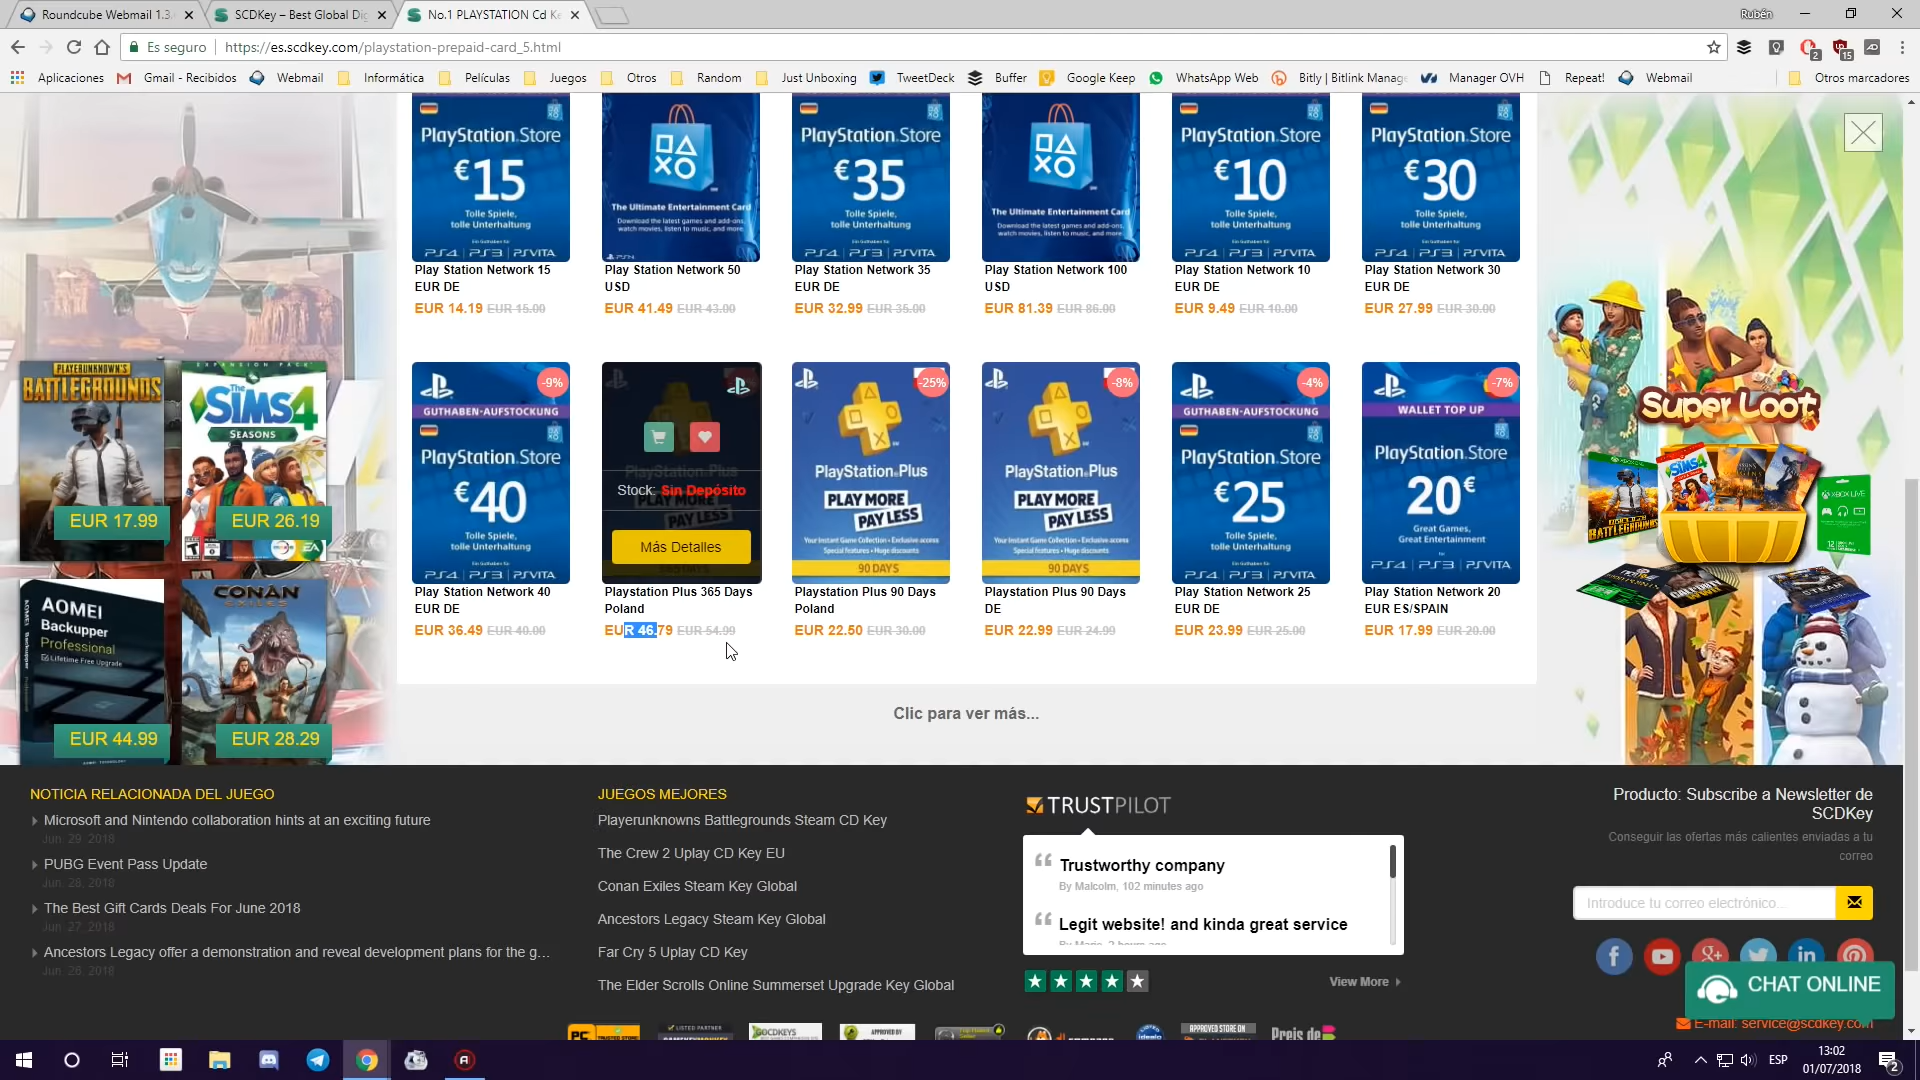 Roundcube Webmail 1.3.
SCDKey – Best Global Di
No.1 PLAYSTATION Cd Ke
Rubén
Es seguro
https://es.scdkey.com/playstation-prepaid-card_5.html
2
15
Aplicaciones
Gmail - Recibidos
Webmail
Informática
Películas
Juegos
Otros
Random
Just Unboxing
TweetDeck
Buffer
Google Keep
WhatsApp Web
Bitly | Bitlink Manage
Manager OVH
Repeat!
Webmail
Otros marcadores
PlayStation.Store
€15
Tolle Spiele,
tolle Unterhaltung
PS4 PS3 PSVITA
The Ultimate Entertainment Card
Download the latest games and add-ons,
watch movies, listen to music, and more.
PlayStation.Store
€35
Tolle Spiele,
tolle Unterhaltung
PS4 PS3 PSVITA
The Ultimate Entertainment Card
Download the latest games and add-ons,
watch movies, listen to music, and more.
PlayStation.Store
€10
Tolle Spiele,
tolle Unterhaltung
PS4 PS3 PSVITA
PlayStation.Store
€30
Tolle Spiele,
tolle Unterhaltung
PS4 PS3 PSVITA
Play Station Network 15
EUR DE
EUR 14.19 EUR 15.00
Play Station Network 50
USD
EUR 41.49 EUR 43.00
Play Station Network 35
EUR DE
EUR 32.99 EUR 35.00
Play Station Network 100
USD
EUR 81.39 EUR 86.00
Play Station Network 10
EUR DE
EUR 9.49 EUR 10.00
Play Station Network 30
EUR DE
EUR 27.99 EUR 30.00
-9%
GUTHABEN-AUFSTOCKUNG
PlayStation.Store
€40
Tolle Spiele,
tolle Unterhaltung
PS4 PS3 PSVITA
PlayStation Plus
Stock: Sin Depósito
PLAY MORE
PAY LESS
Más Detalles
-25%
PlayStation Plus
PLAY MORE
PAY LESS
Your Instant Game Collection • Exclusive access
Special features • Huge discounts
90 DAYS
-8%
PlayStation Plus
PLAY MORE
PAY LESS
Your Instant Game Collection • Exclusive access
Special features • Huge discounts
90 DAYS
-4%
GUTHABEN-AUFSTOCKUNG
PlayStation.Store
€25
Tolle Spiele,
tolle Unterhaltung
PS4 PS3 PSVITA
-7%
WALLET TOP UP
PlayStation.Store
20€
Great Games,
Great Entertainment
PS4 PS3 PSVITA
Play Station Network 40
EUR DE
EUR 36.49 EUR 40.00
Playstation Plus 365 Days
Poland
EUR 46.79 EUR 54.99
Playstation Plus 90 Days
Poland
EUR 22.50 EUR 30.00
Playstation Plus 90 Days
DE
EUR 22.99 EUR 24.99
Play Station Network 25
EUR DE
EUR 23.99 EUR 25.00
Play Station Network 20
EUR ES/SPAIN
EUR 17.99 EUR 20.00
Clic para ver más...
PLAYERUNKNOWN'S
BATTLEGROUNDS
EUR 17.99
EXPANSION PACK
The
SIMS 4
SEASONS
EUR 26.19
EA
AOMEI
Backupper
Professional
Lifetime Free Upgrade
EUR 44.99
CONAN
EXILES
EUR 28.29
Super Loot
XBOX LIVE
12
NOTICIA RELACIONADA DEL JUEGO
Microsoft and Nintendo collaboration hints at an exciting future
Jun. 29, 2018
PUBG Event Pass Update
Jun. 28, 2018
The Best Gift Cards Deals For June 2018
Jun. 27, 2018
Ancestors Legacy offer a demonstration and reveal development plans for the g...
Jun. 26, 2018
JUEGOS MEJORES
Playerunknowns Battlegrounds Steam CD Key
The Crew 2 Uplay CD Key EU
Conan Exiles Steam Key Global
Ancestors Legacy Steam Key Global
Far Cry 5 Uplay CD Key
The Elder Scrolls Online Summerset Upgrade Key Global
TRUSTPILOT
Trustworthy company
By Malcolm, 102 minutes ago
Legit website! and kinda great service
By Mario, 2 hours ago
View More
Producto: Subscribe a Newsletter de
SCDKey
Conseguir las ofertas más calientes enviadas a tu
correo
Introduce tu correo electrónico...
CHAT ONLINE
E-mail: service@scdkey.com
LISTED PARTNER
GOCDKEYS
APPROVED BY
idealo
APPROVED STORE ON
Preis.de
ESP
13:02
01/07/2018
2